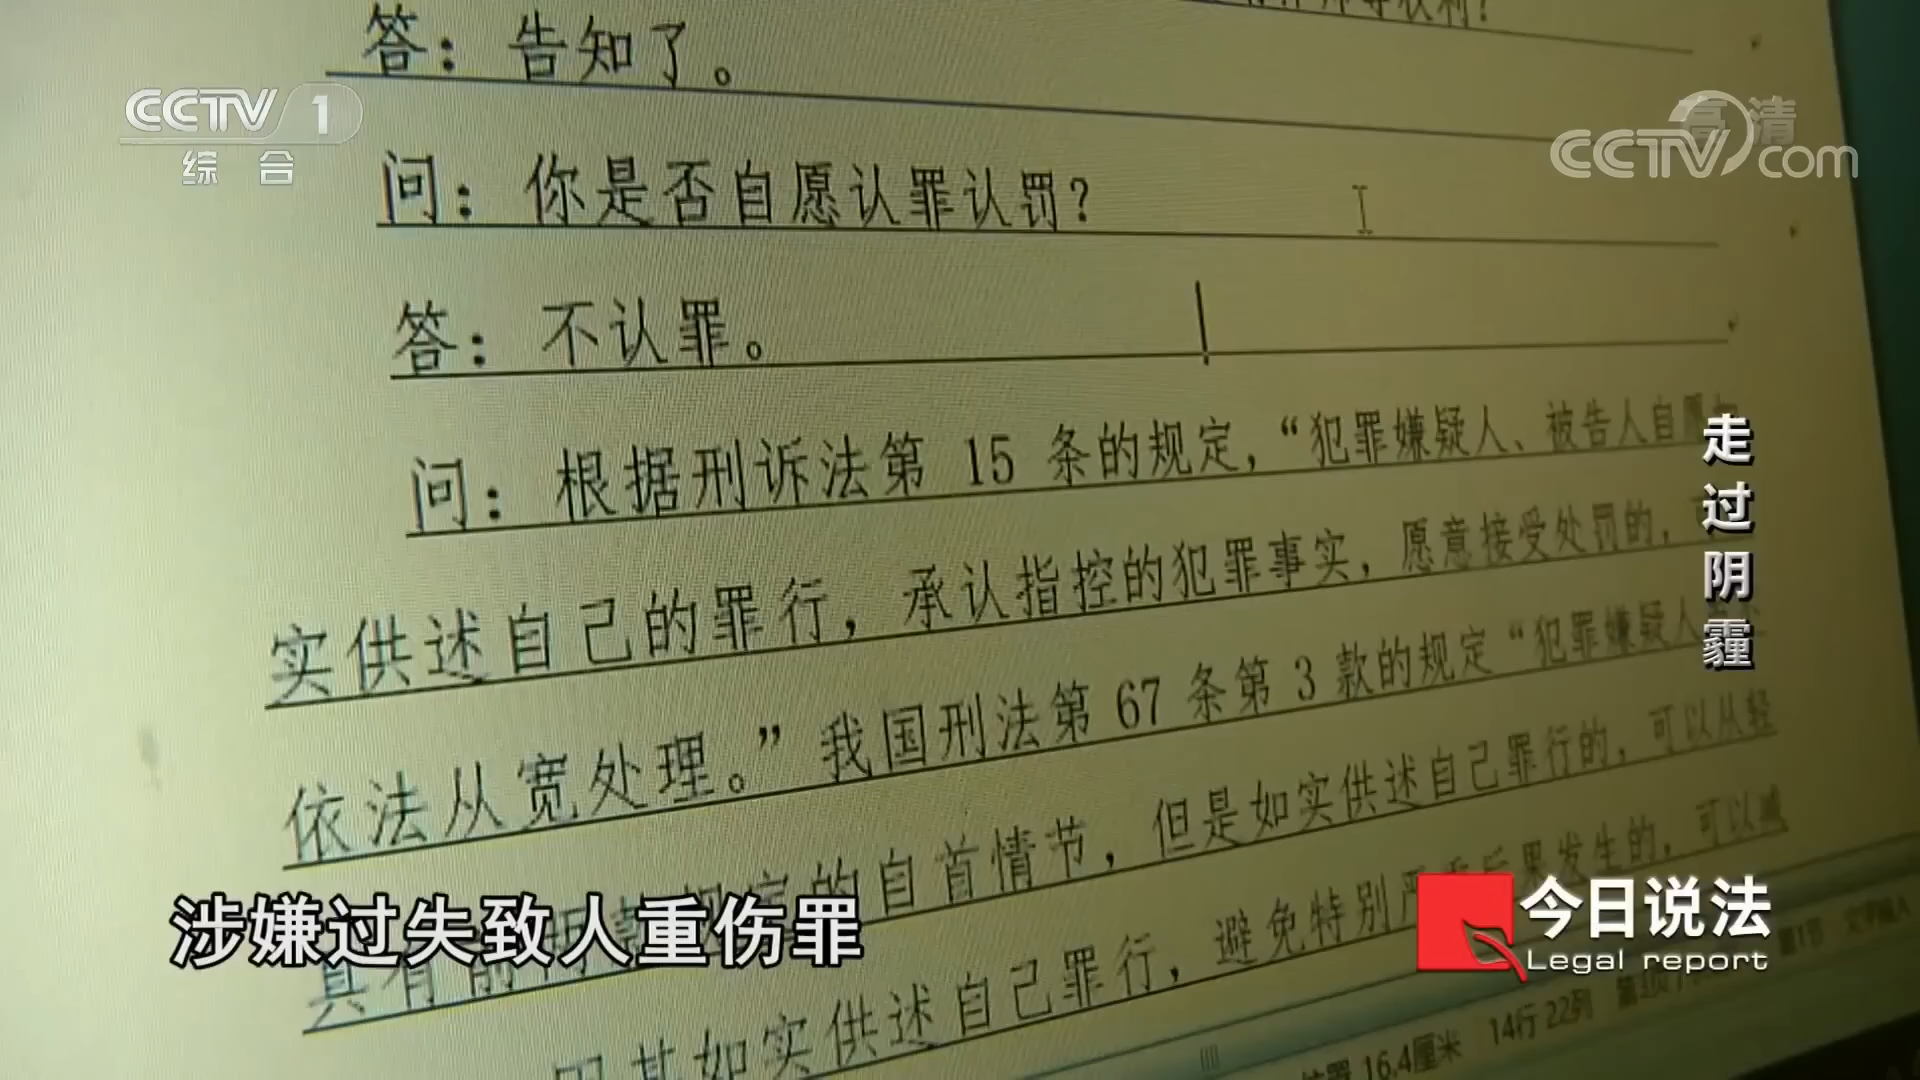 答：告知了。
CCTV 1
综合
高清
CCTV com
问：你是否自愿认罪认罚？
答：不认罪。
问：根据刑诉法第 15 条的规定，“犯罪嫌疑人、被告人自愿
实供述自己的罪行，承认指控的犯罪事实，愿意接受处罚的，
依法从宽处理。”我国刑法第 67 条第 3 款的规定“犯罪嫌疑人
的自首情节，但是如实供述自己罪行的，可以从轻
如实供述自己罪行，避免特别严重后果发生的，可以减
走过阴霾
涉嫌过失致人重伤罪
今日说法
Legal report
16.4厘米 14行 22列